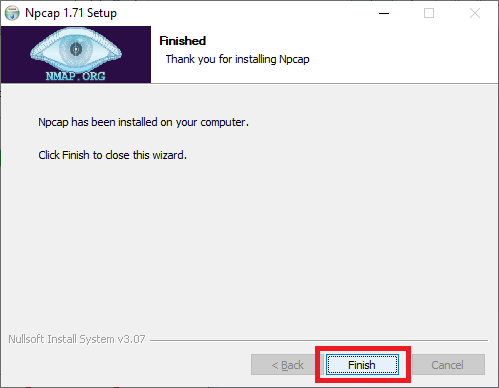 Npcap 1.71 Setup
NMAP.ORG
Finished
Thank you for installing Npcap
Npcap has been installed on your computer.
Click Finish to close this wizard.
Nullsoft Install System v3.07
< Back
Finish
Cancel